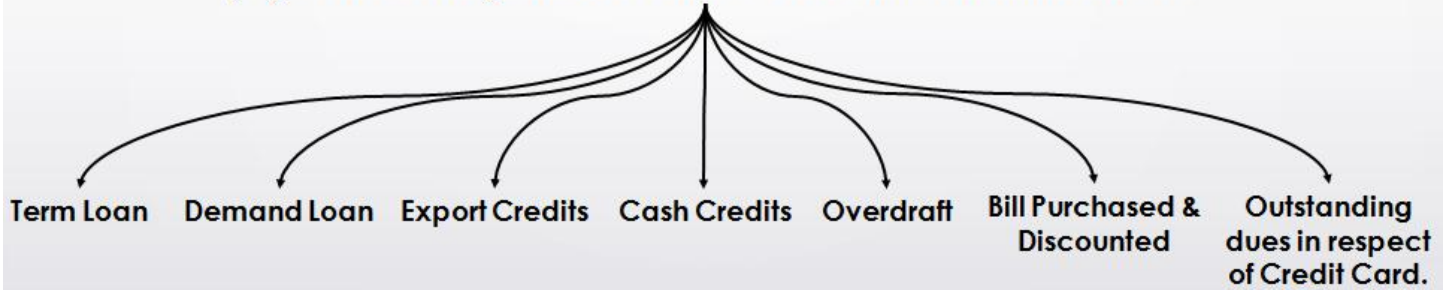 Term Loan
Demand Loan
Export Credits
Cash Credits
Overdraft
Bill Purchased &
Discounted
Outstanding
dues in respect
of Credit Card.